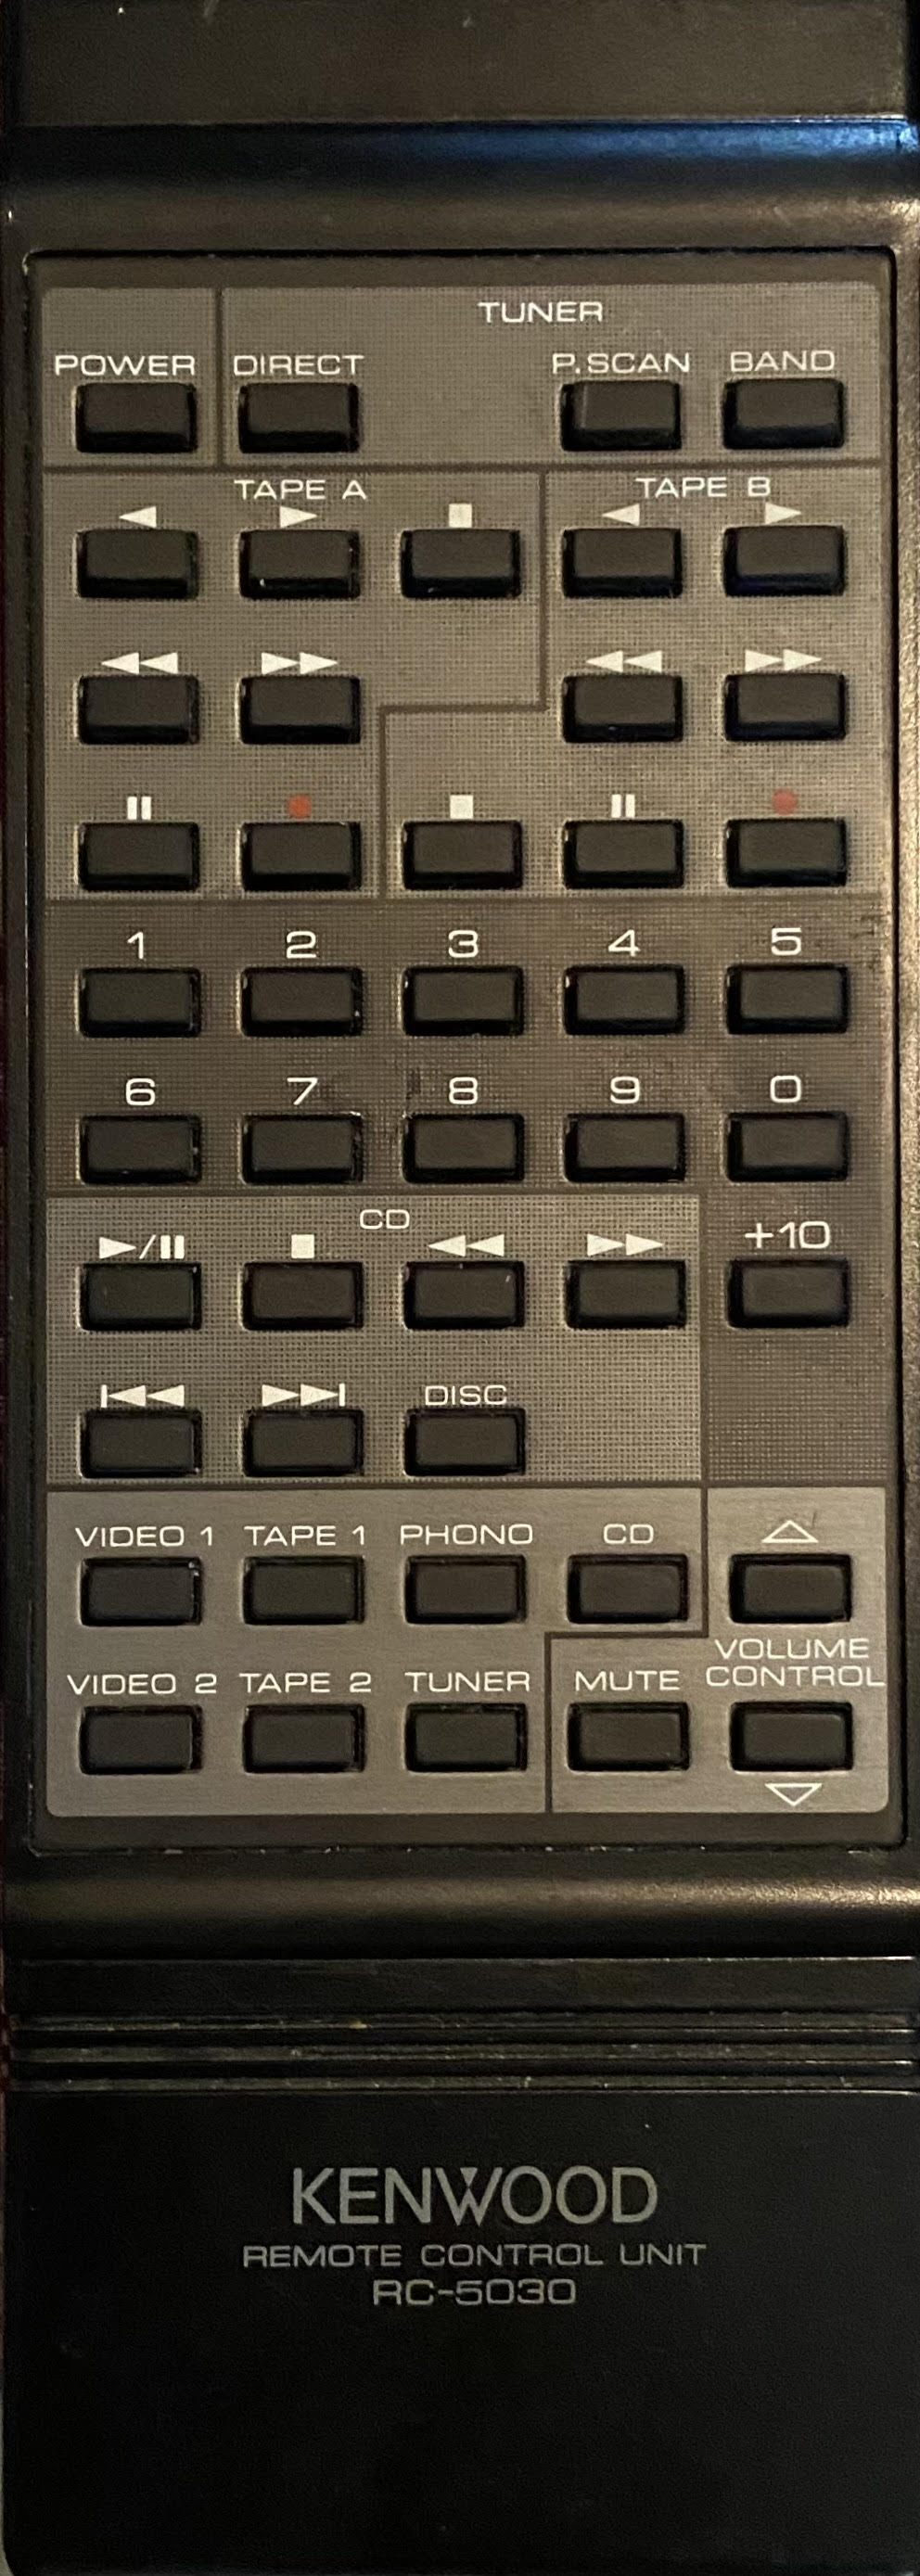 TUNER
POWER DIRECT P.SCAN BAND
TAPE A TAPE B
1 2 3 4 5
6 7 8 9 0
CD
+10
DISC
VIDEO 1 TAPE 1 PHONO CD
VOLUME
CONTROL
VIDEO 2 TAPE 2 TUNER MUTE
KENWOOD
REMOTE CONTROL UNIT
RC-5030